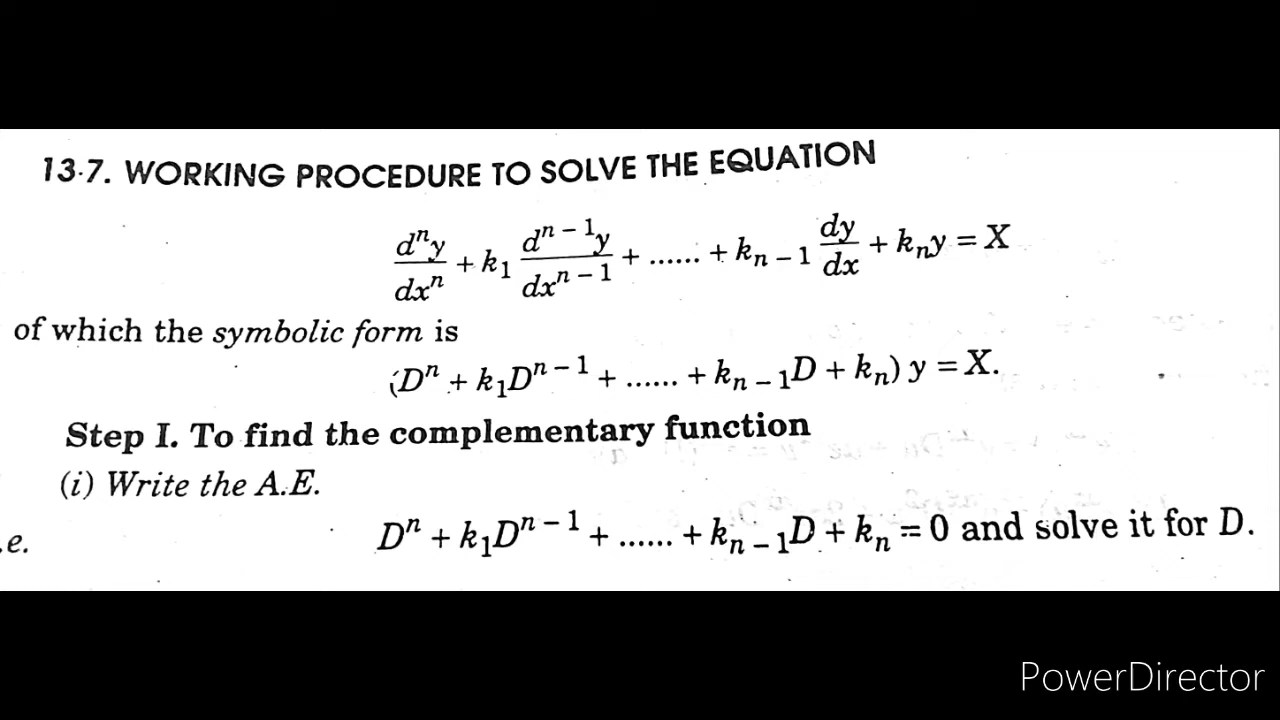 13·7. WORKING PROCEDURE TO SOLVE THE EQUATION
dⁿy/dxⁿ + k₁ dⁿ⁻¹y/dxⁿ⁻¹ + ...... + kₙ₋₁ dy/dx + kₙy = X
of which the symbolic form is
(Dⁿ + k₁Dⁿ⁻¹ + ...... + kₙ₋₁D + kₙ) y = X.
Step I. To find the complementary function
(i) Write the A.E.
.e. Dⁿ + k₁Dⁿ⁻¹ + ...... + kₙ₋₁D + kₙ = 0 and solve it for D.
PowerDirector